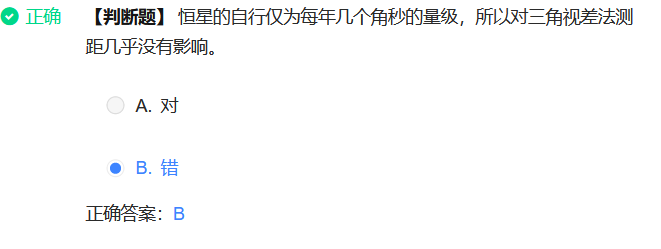 正确 【判断题】 恒星的自行仅为每年几个角秒的量级，所以对三角视差法测
距几乎没有影响。
A. 对
B. 错
正确答案：B